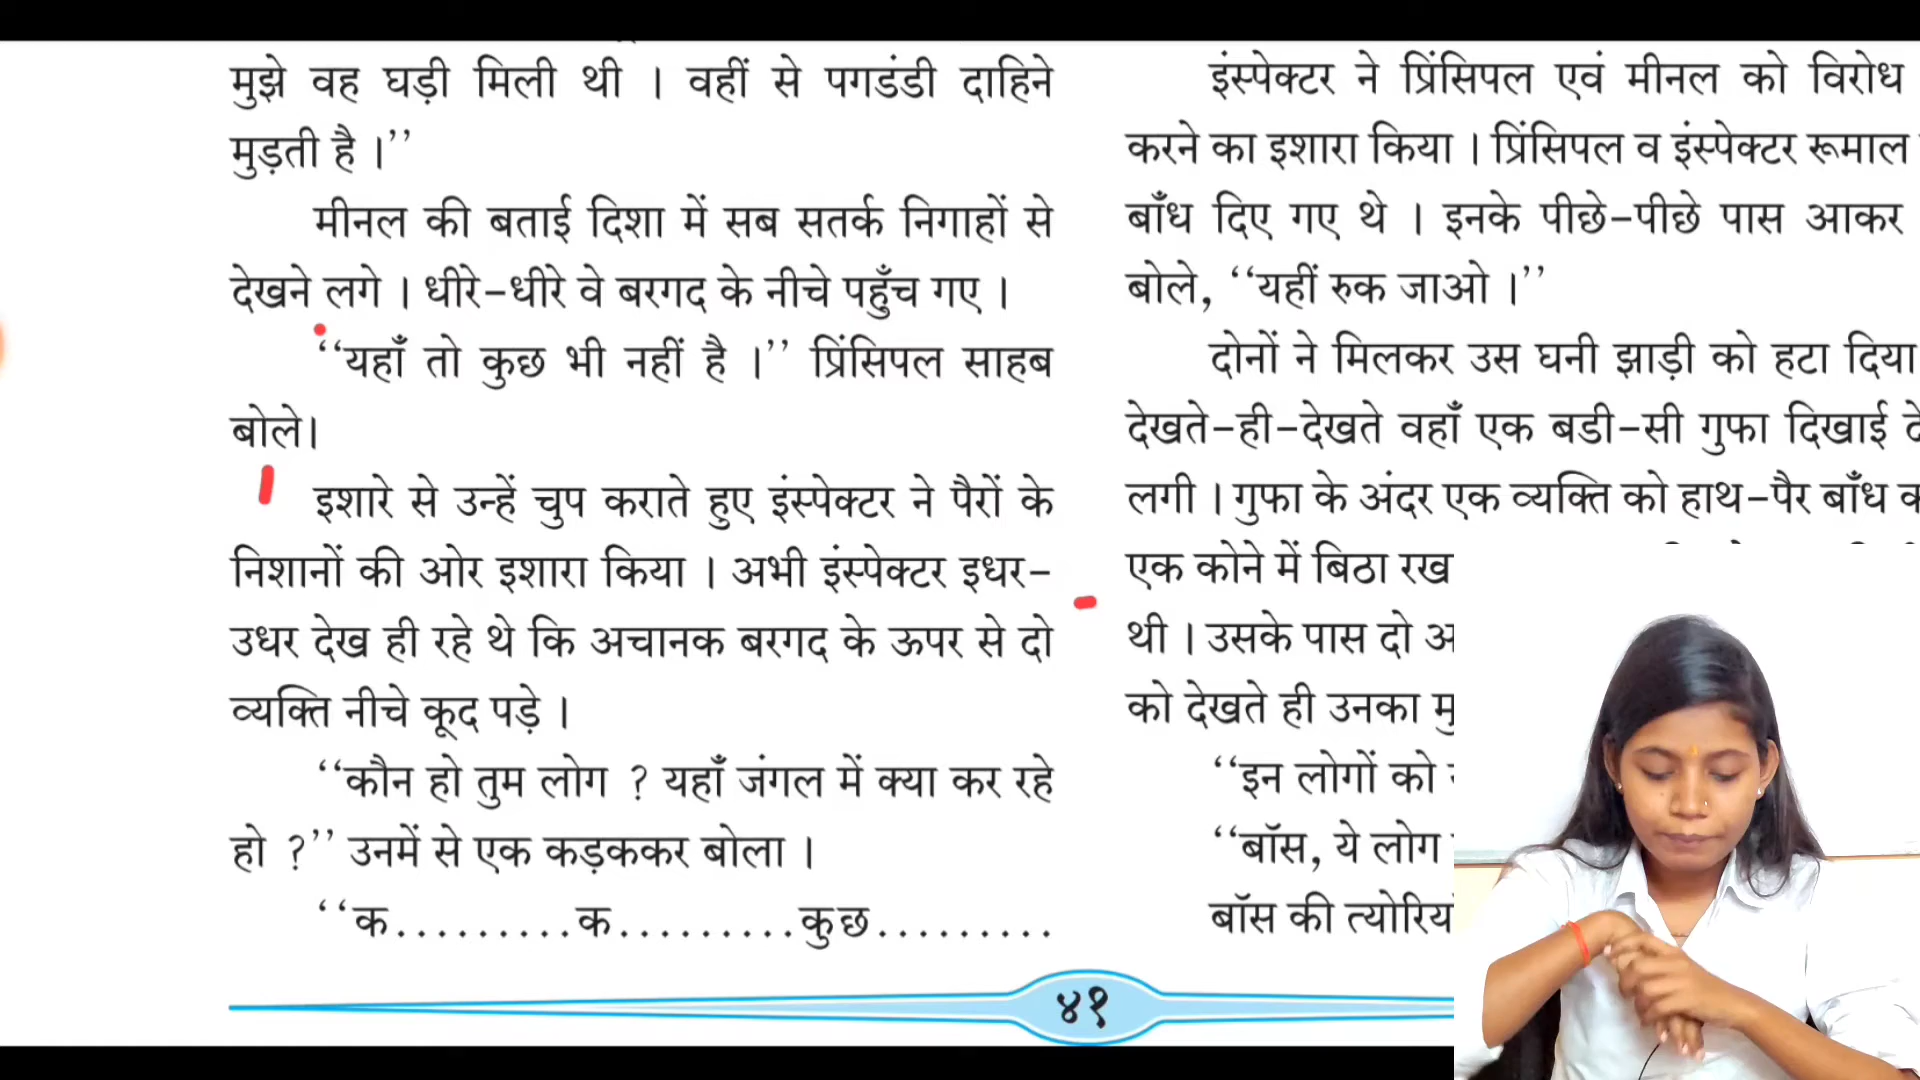 मुझे वह घड़ी मिली थी । वहीं से पगडंडी दाहिने
मुड़ती है ।’’
मीनल की बताई दिशा में सब सतर्क निगाहों से
देखने लगे । धीरे-धीरे वे बरगद के नीचे पहुँच गए ।
‘‘यहाँ तो कुछ भी नहीं है ।’’ प्रिंसिपल साहब
बोले।
इशारे से उन्हें चुप कराते हुए इंस्पेक्टर ने पैरों के
निशानों की ओर इशारा किया । अभी इंस्पेक्टर इधर-
उधर देख ही रहे थे कि अचानक बरगद के ऊपर से दो
व्यक्ति नीचे कूद पड़े ।
‘‘कौन हो तुम लोग ? यहाँ जंगल में क्या कर रहे
हो ?’’ उनमें से एक कड़ककर बोला ।
‘‘क.........क.........कुछ.........
इंस्पेक्टर ने प्रिंसिपल एवं मीनल को विरोध
करने का इशारा किया । प्रिंसिपल व इंस्पेक्टर रूमाल
बाँध दिए गए थे । इनके पीछे-पीछे पास आकर
बोले, ‘‘यहीं रुक जाओ ।’’
दोनों ने मिलकर उस घनी झाड़ी को हटा दिया
देखते-ही-देखते वहाँ एक बडी-सी गुफा दिखाई
लगी । गुफा के अंदर एक व्यक्ति को हाथ-पैर बाँध
एक कोने में बिठा रख
थी । उसके पास दो
को देखते ही उनका
‘‘इन लोगों को
‘‘बॉस, ये लोग
बॉस की
४१